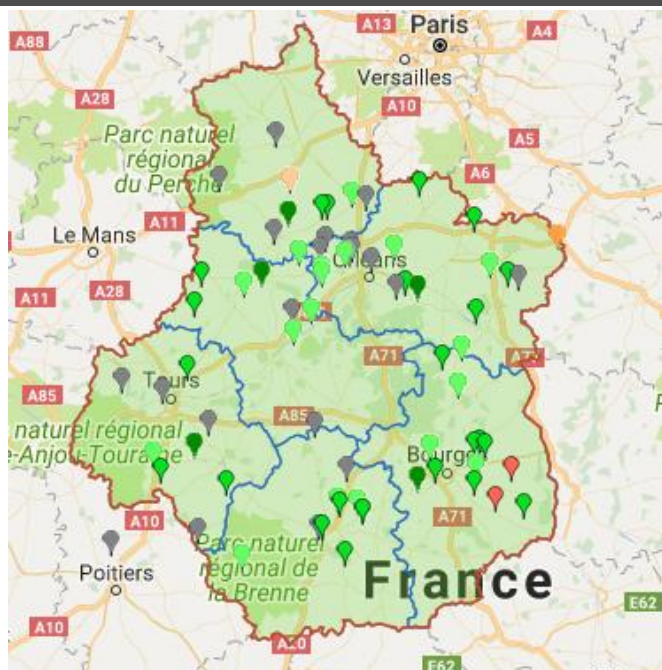 A13
Paris
A4
A88
Versailles
A28
A10
Parc naturel
régional
du Perche
A5
A6
A11
Le Mans
Orléans
A11
A28
A71
A77
A85
Tours
A85
naturel régional
e-Anjou-Touraine
Bourges
A10
A71
Parc naturel
régional de
la Brenne
Poitiers
France
E62
A10
A20
E62